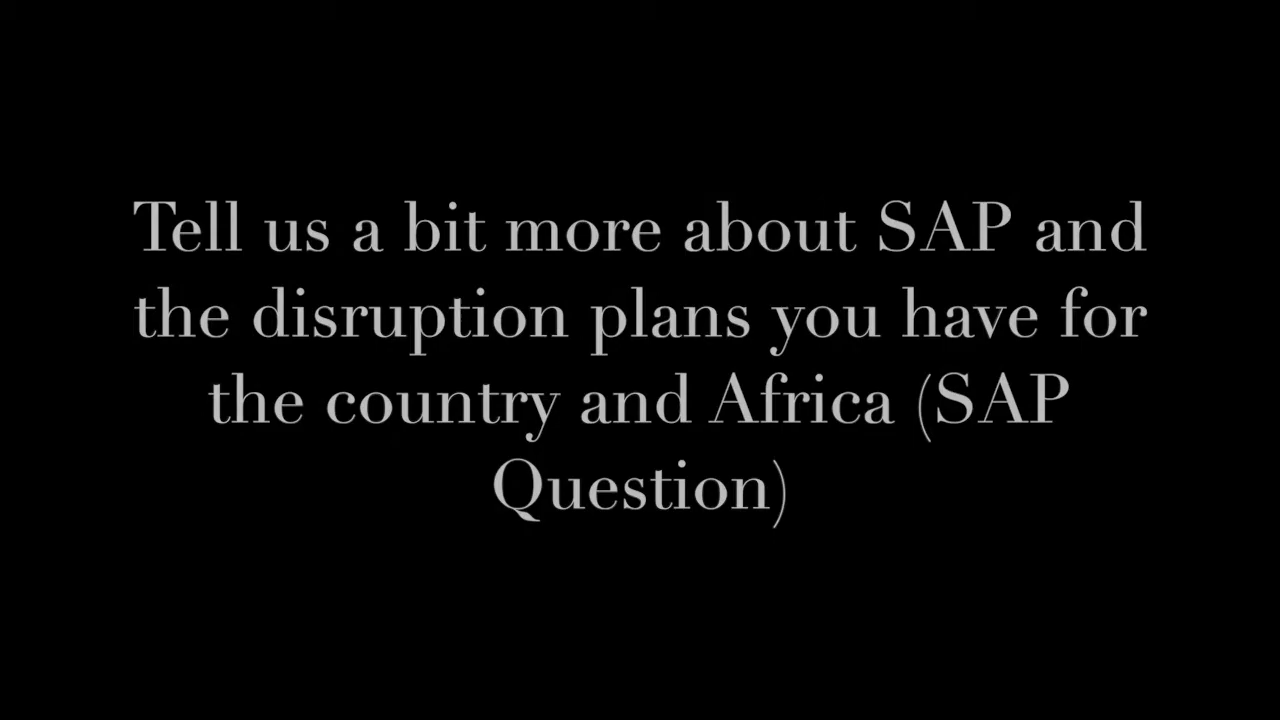 Tell us a bit more about SAP and
the disruption plans you have for
the country and Africa (SAP
Question)